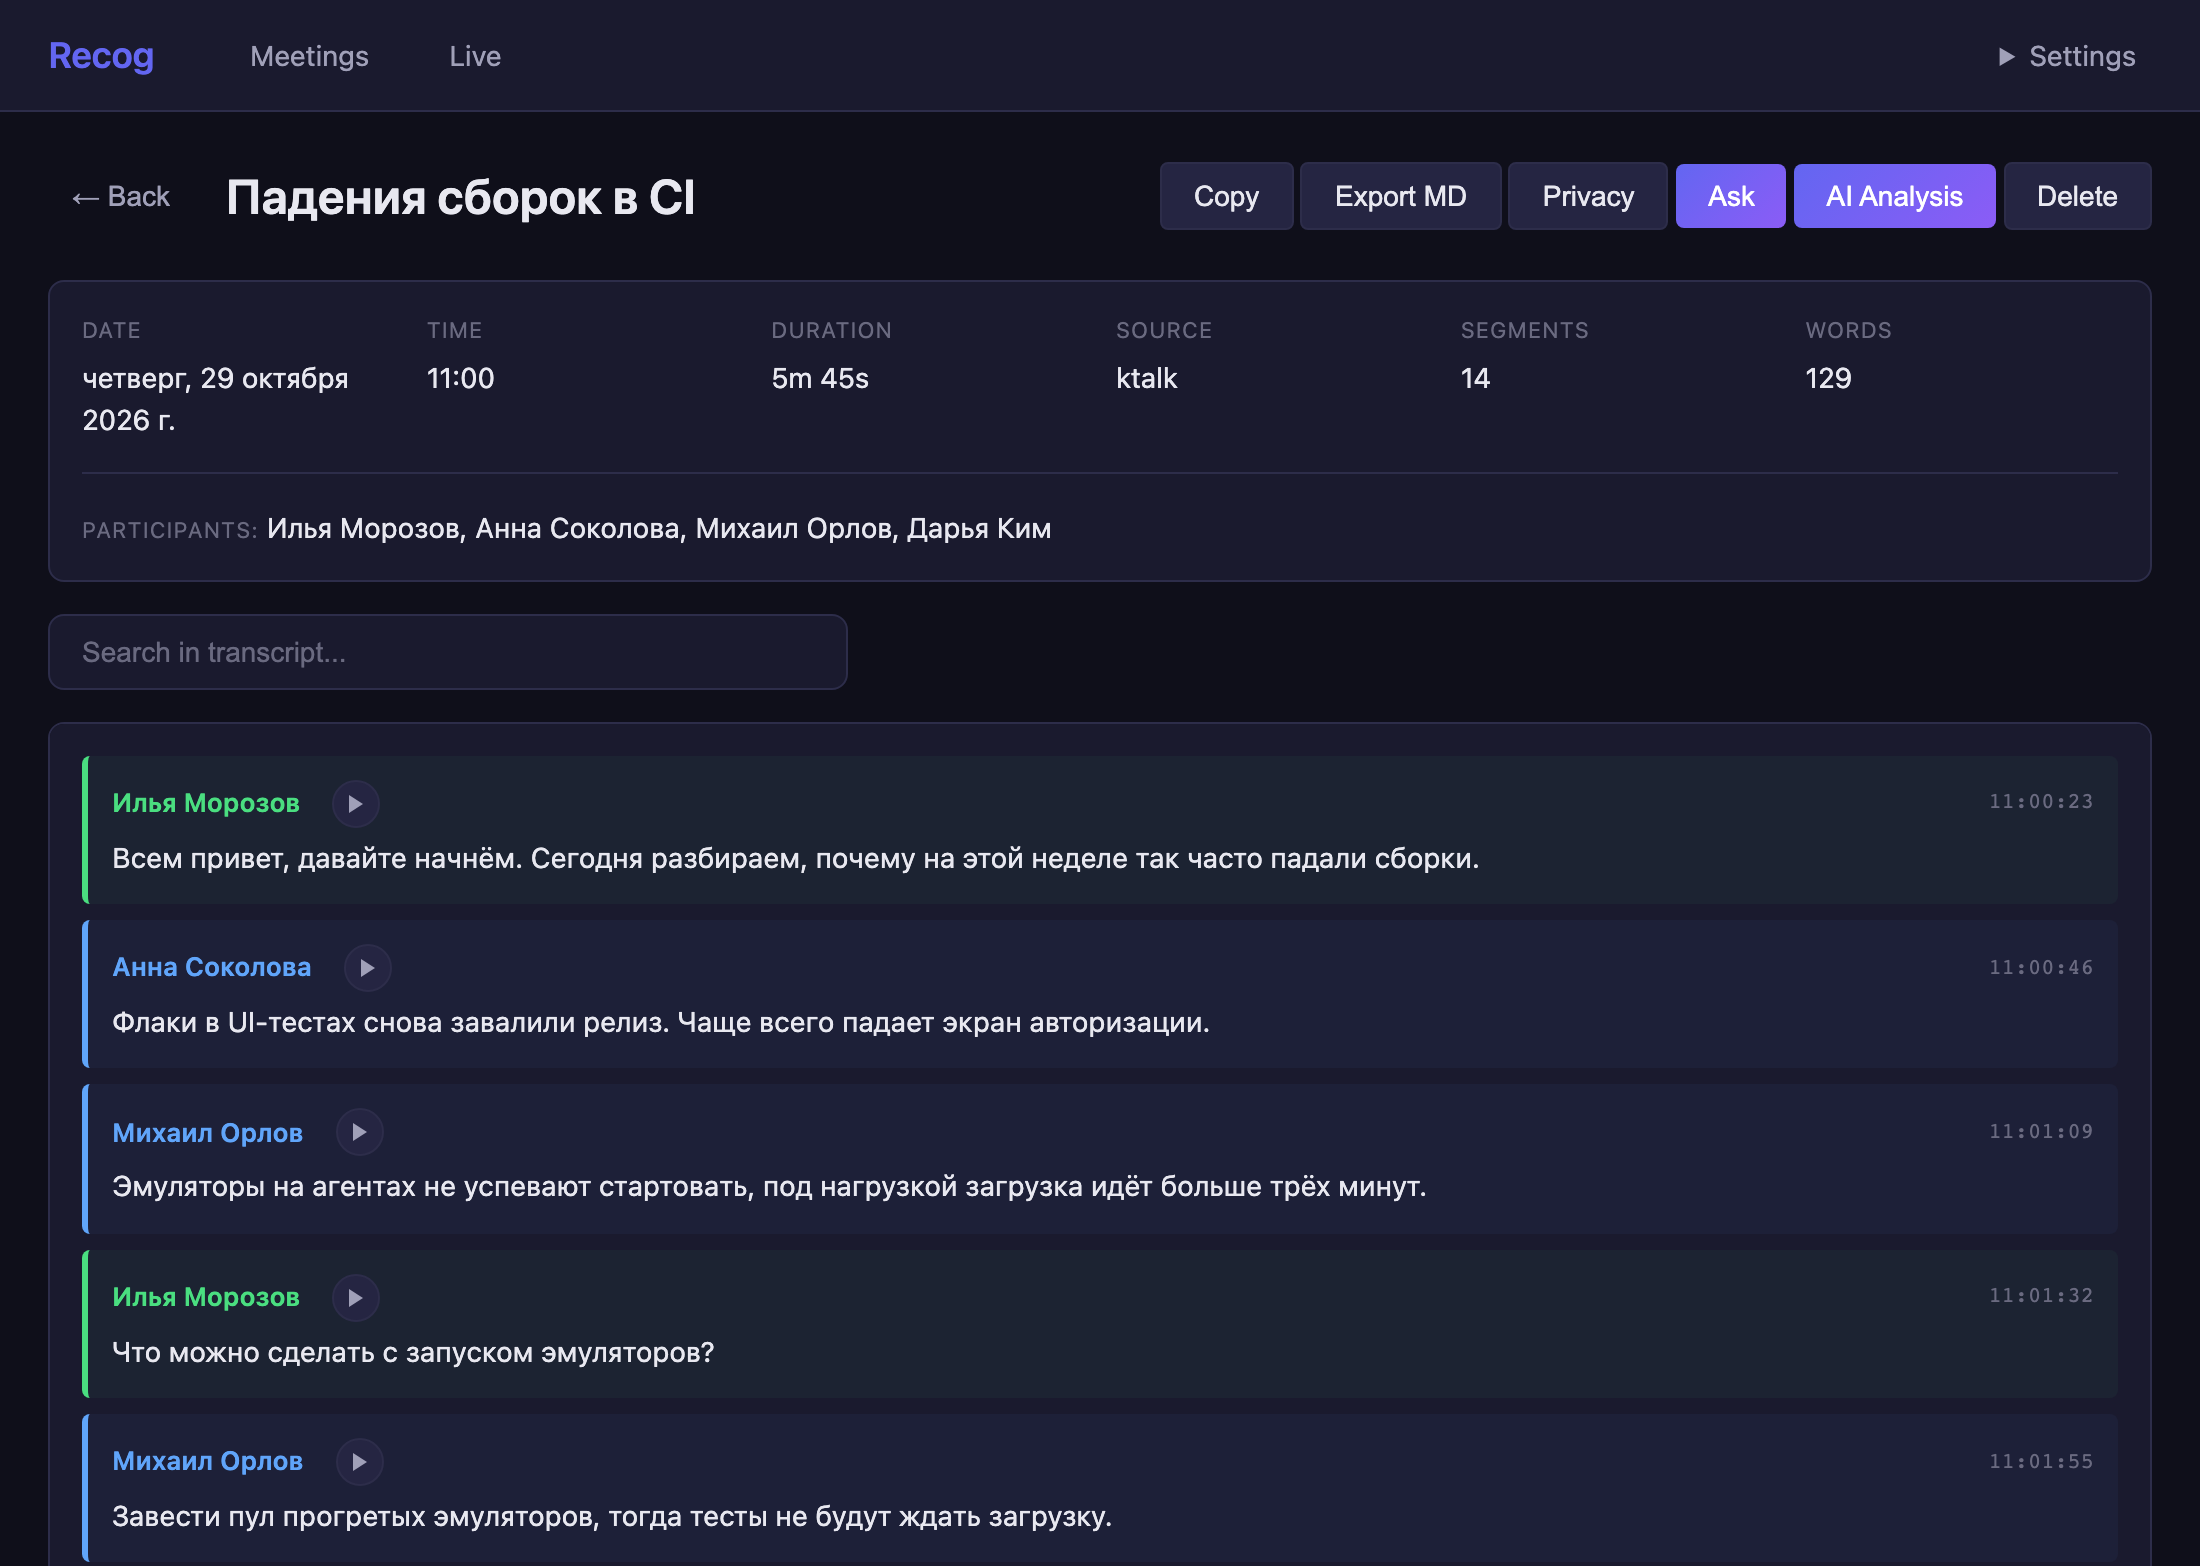 Recog Meetings Live ▶ Settings
← Back Падения сборок в CI Copy Export MD Privacy Ask AI Analysis Delete
DATE TIME DURATION SOURCE SEGMENTS WORDS
четверг, 29 октября 11:00 5m 45s ktalk 14 129
2026 г.
PARTICIPANTS: Илья Морозов, Анна Соколова, Михаил Орлов, Дарья Ким
Search in transcript...
Илья Морозов 11:00:23
Всем привет, давайте начнём. Сегодня разбираем, почему на этой неделе так часто падали сборки.
Анна Соколова 11:00:46
Флаки в UI-тестах снова завалили релиз. Чаще всего падает экран авторизации.
Михаил Орлов 11:01:09
Эмуляторы на агентах не успевают стартовать, под нагрузкой загрузка идёт больше трёх минут.
Илья Морозов 11:01:32
Что можно сделать с запуском эмуляторов?
Михаил Орлов 11:01:55
Завести пул прогретых эмуляторов, тогда тесты не будут ждать загрузку.